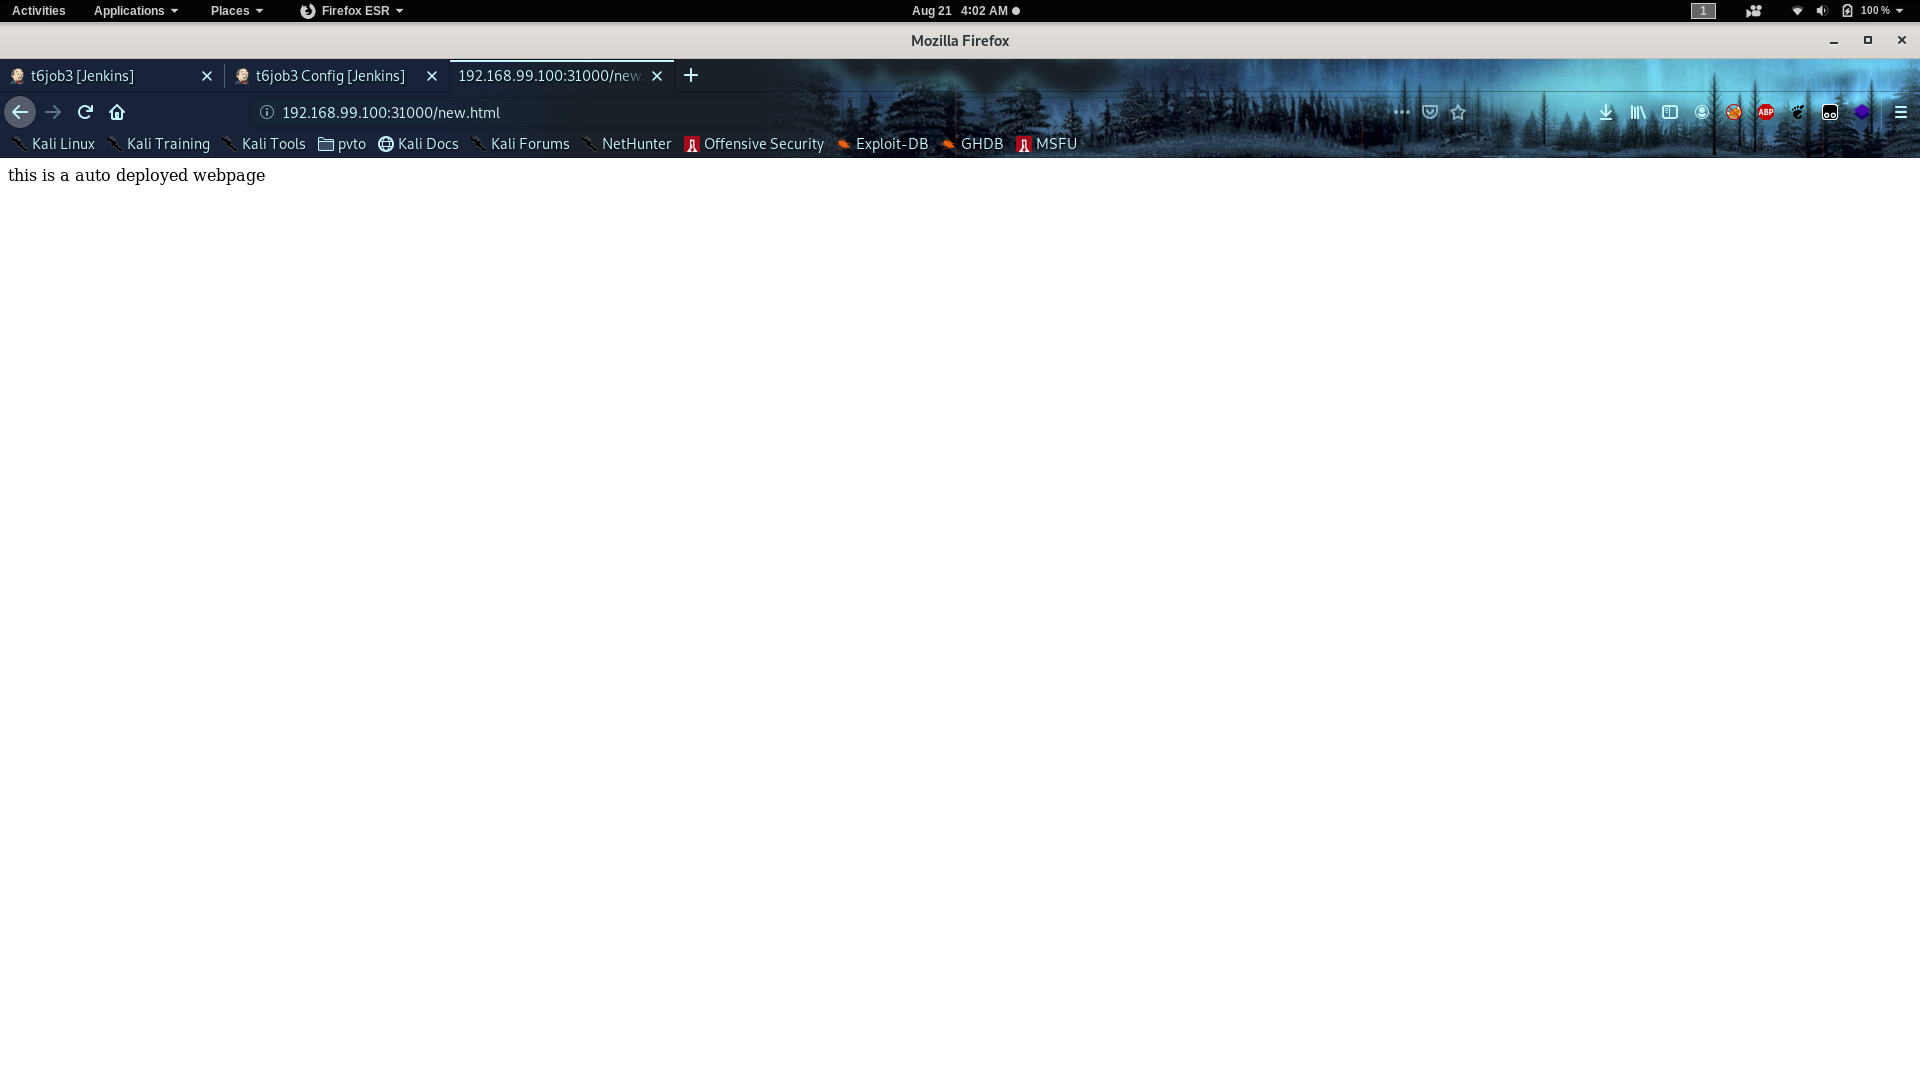 Activities Applications Places Firefox ESR Aug 21 4:02 AM 1 100 %
Mozilla Firefox
t6job3 [Jenkins] t6job3 Config [Jenkins] 192.168.99.100:31000/new.
192.168.99.100:31000/new.html ABP
Kali Linux Kali Training Kali Tools pvto Kali Docs Kali Forums NetHunter Offensive Security Exploit-DB GHDB MSFU
this is a auto deployed webpage